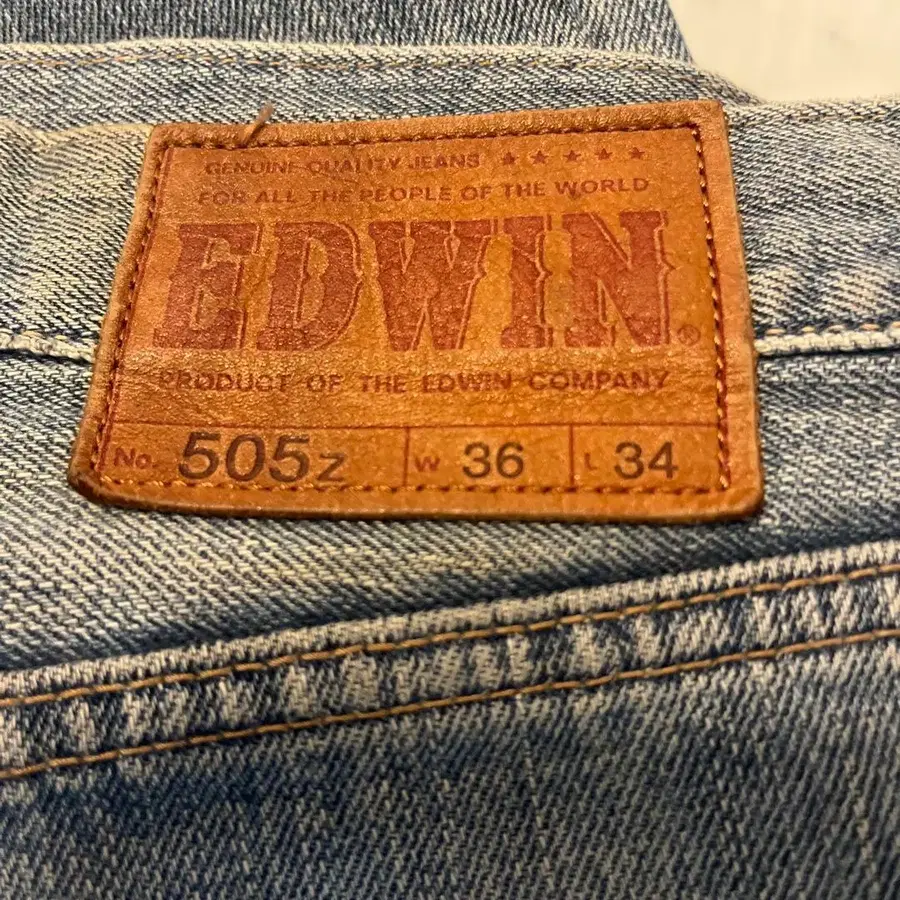 GENUINE QUALITY JEANS ★ ★ ★ ★ ★
FOR ALL THE PEOPLE OF THE WORLD
EDWIN®
PRODUCT OF THE EDWIN COMPANY
No. 505z W 36 L 34